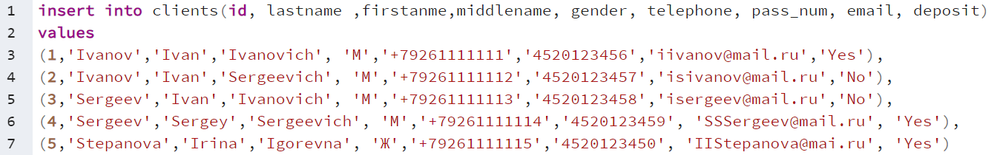 1 insert into clients(id, lastname ,firstanme,middlename, gender, telephone, pass_num, email, deposit)
2 values
3 (1,'Ivanov','Ivan','Ivanovich', 'М','+79261111111','4520123456','iivanov@mail.ru','Yes'),
4 (2,'Ivanov','Ivan','Sergeevich', 'М','+79261111112','4520123457','isivanov@mail.ru','No'),
5 (3,'Sergeev','Ivan','Ivanovich', 'М','+79261111113','4520123458','isergeev@mail.ru','No'),
6 (4,'Sergeev','Sergey','Sergeevich', 'М','+79261111114','4520123459', 'SSSergeev@mail.ru', 'Yes'),
7 (5,'Stepanova','Irina','Igorevna', 'Ж','+79261111115','4520123450', 'IIStepanova@mai.ru', 'Yes')